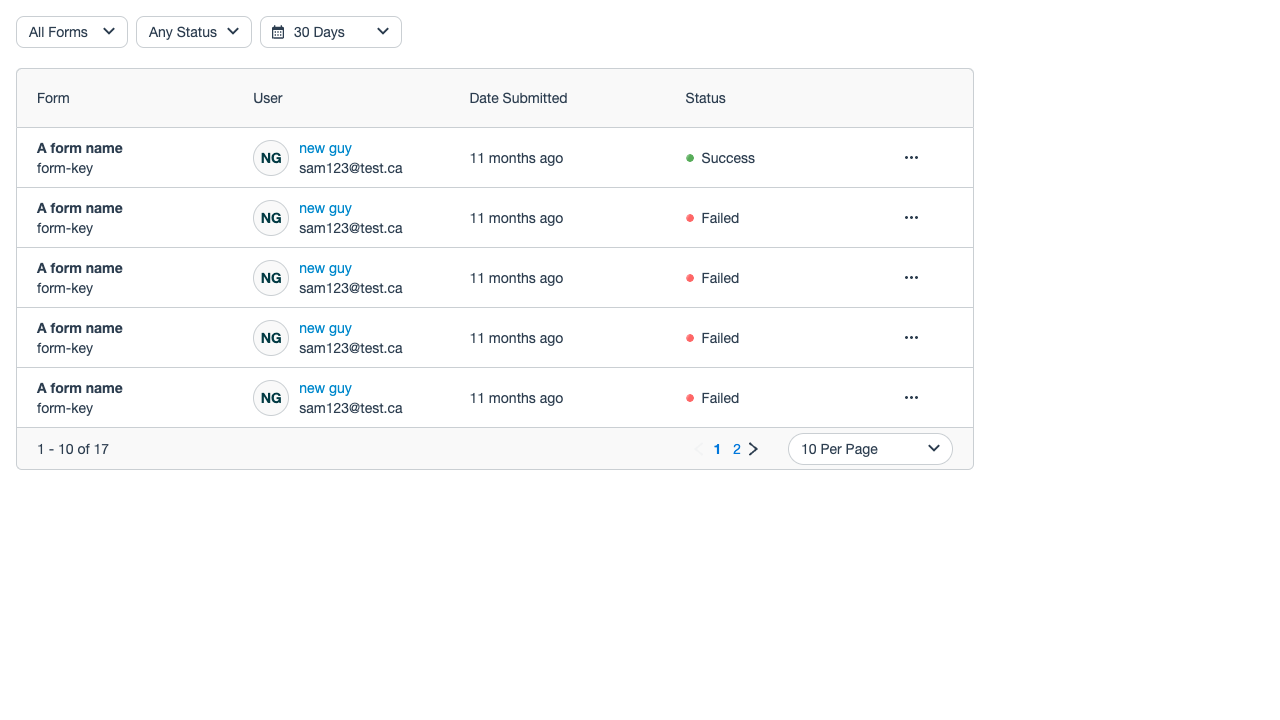 All Forms
Any Status
30 Days
Form User Date Submitted Status
A form name
form-key
NG
new guy
sam123@test.ca
11 months ago
Success
A form name
form-key
NG
new guy
sam123@test.ca
11 months ago
Failed
A form name
form-key
NG
new guy
sam123@test.ca
11 months ago
Failed
A form name
form-key
NG
new guy
sam123@test.ca
11 months ago
Failed
A form name
form-key
NG
new guy
sam123@test.ca
11 months ago
Failed
1 - 10 of 17
1 2
10 Per Page